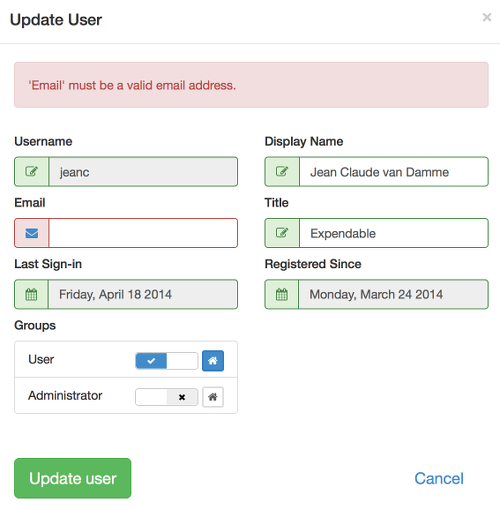 Update User
×
'Email' must be a valid email address.
Username
Display Name
jeanc
Jean Claude van Damme
Email
Title
Expendable
Last Sign-in
Registered Since
Friday, April 18 2014
Monday, March 24 2014
Groups
User
Administrator
Update user
Cancel